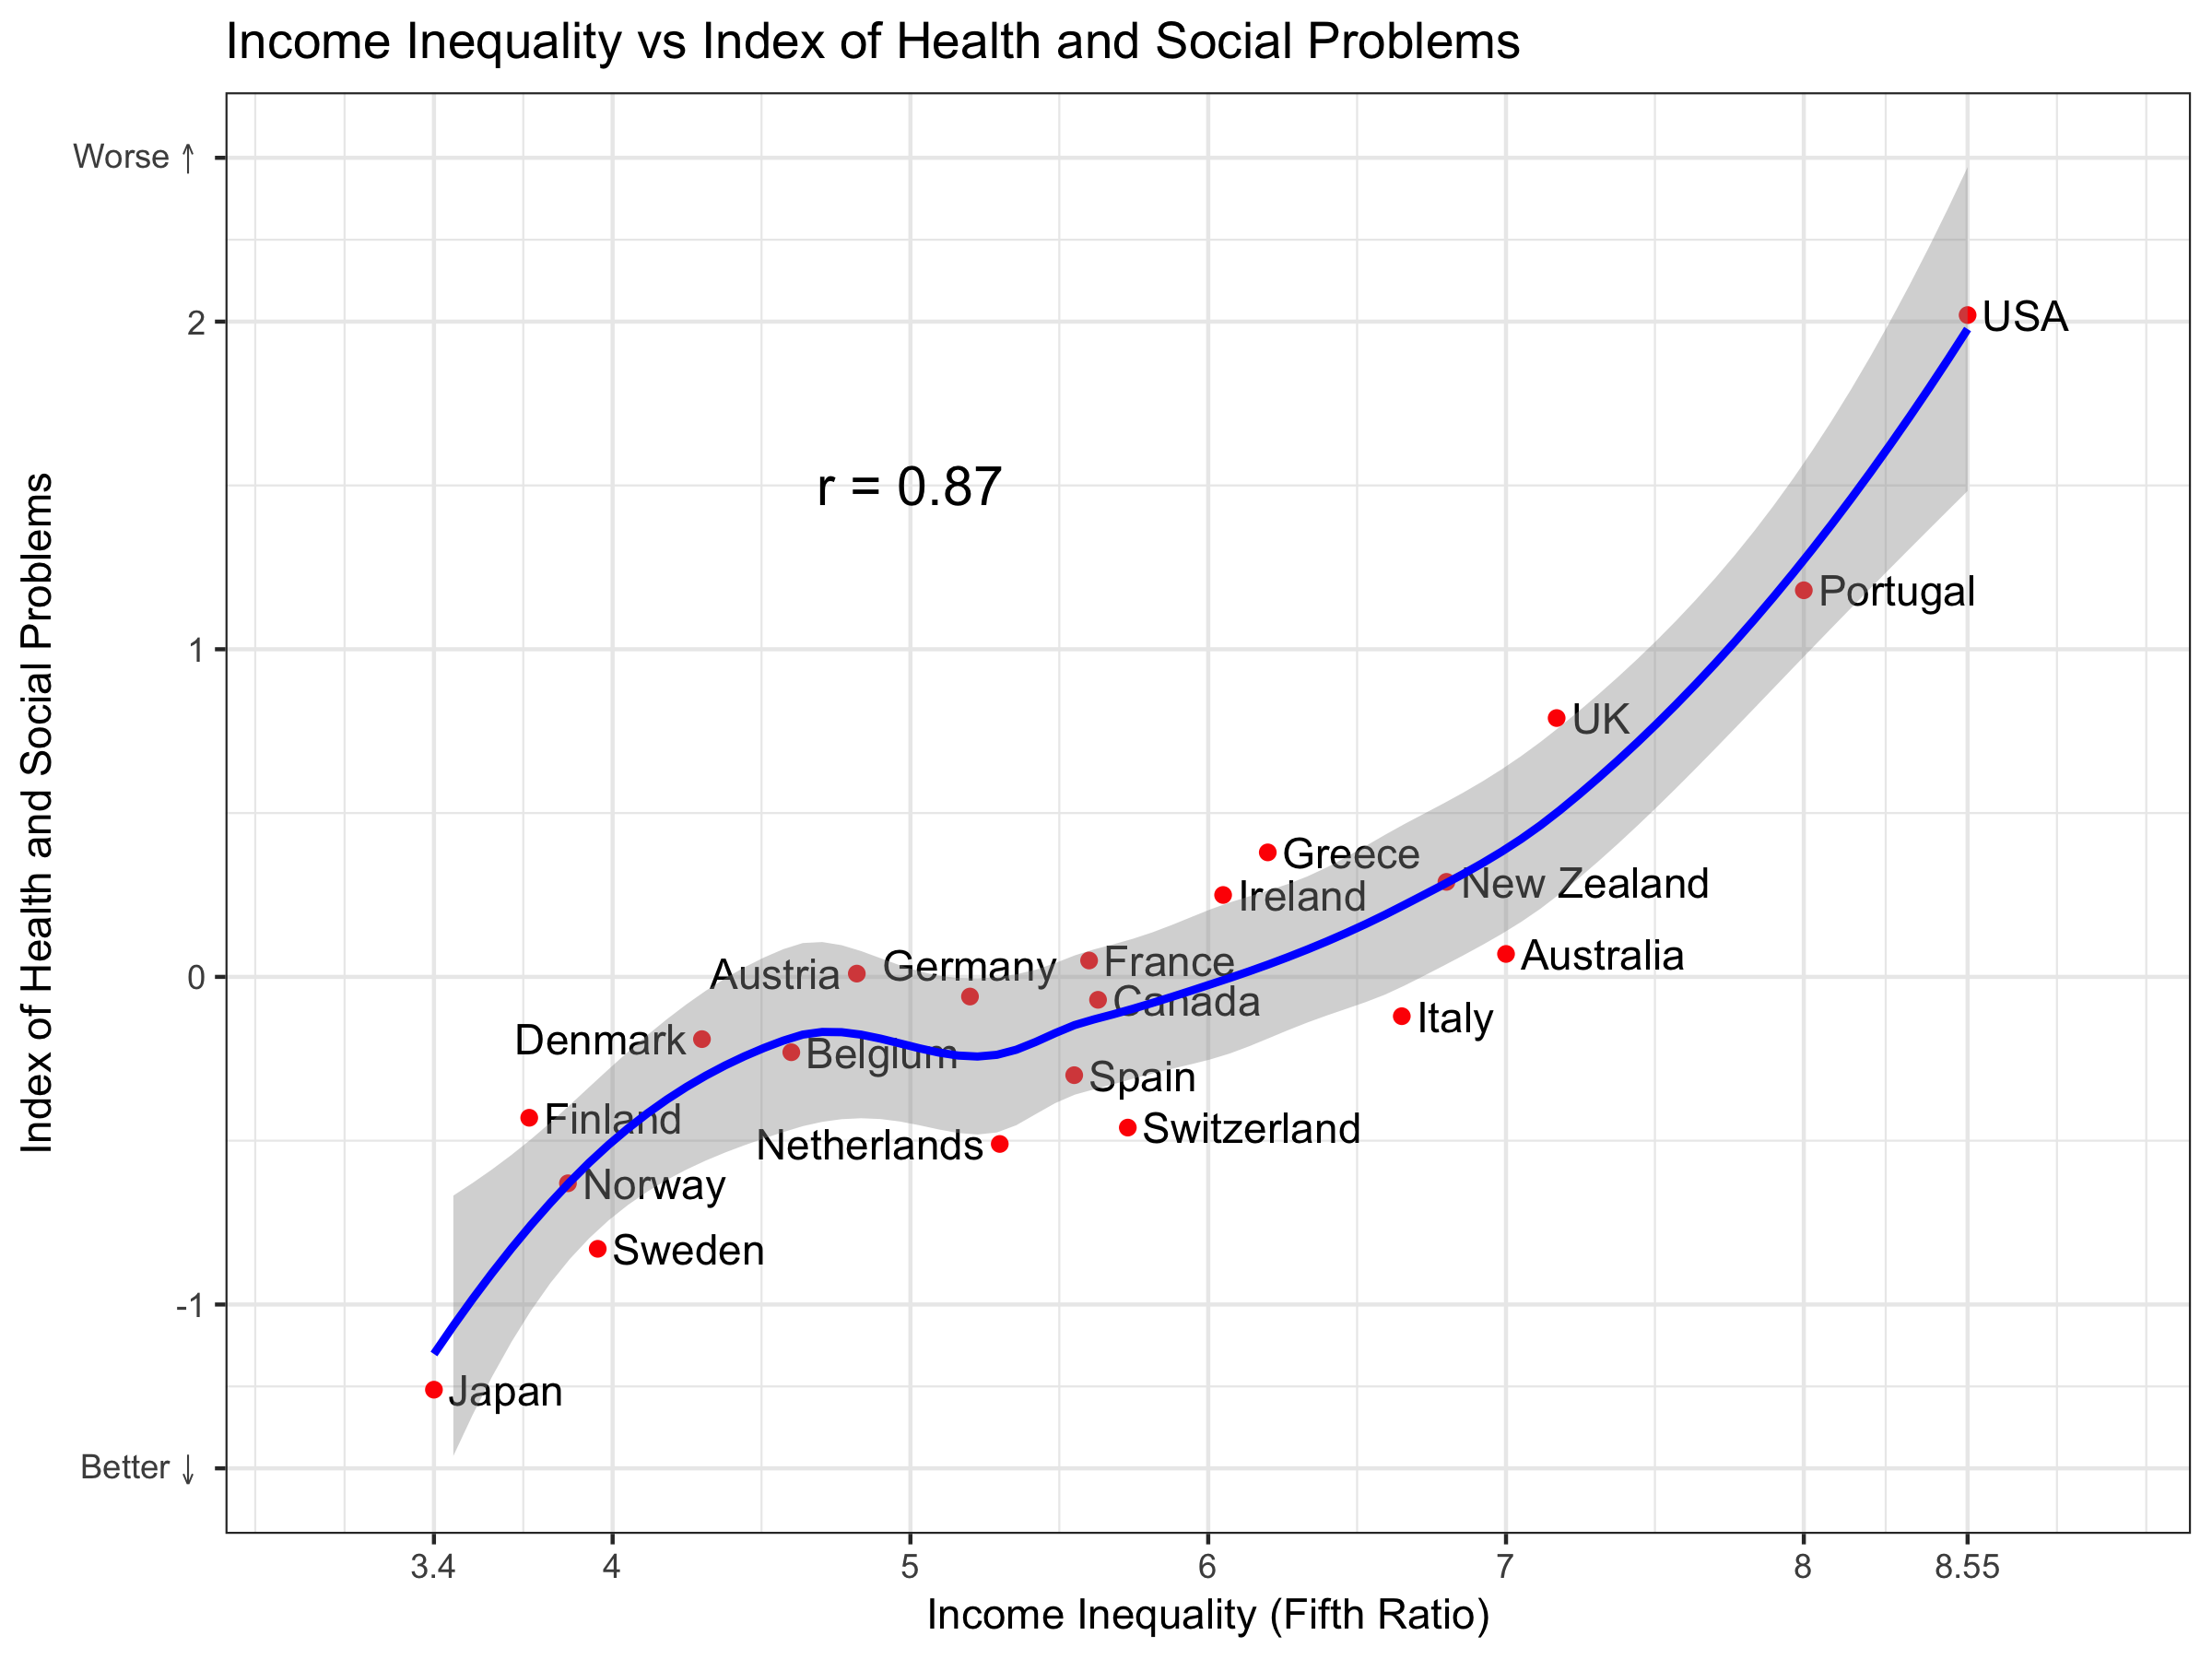 Income Inequality vs Index of Health and Social Problems
Index of Health and Social Problems
Worse ↑
2
1
0
-1
Better ↓
r = 0.87
USA
Portugal
UK
Greece
New Zealand
Ireland
Australia
France
Germany
Austria
Canada
Italy
Denmark
Belgium
Spain
Finland
Switzerland
Netherlands
Norway
Sweden
Japan
3.4 4 5 6 7 8 8.55
Income Inequality (Fifth Ratio)